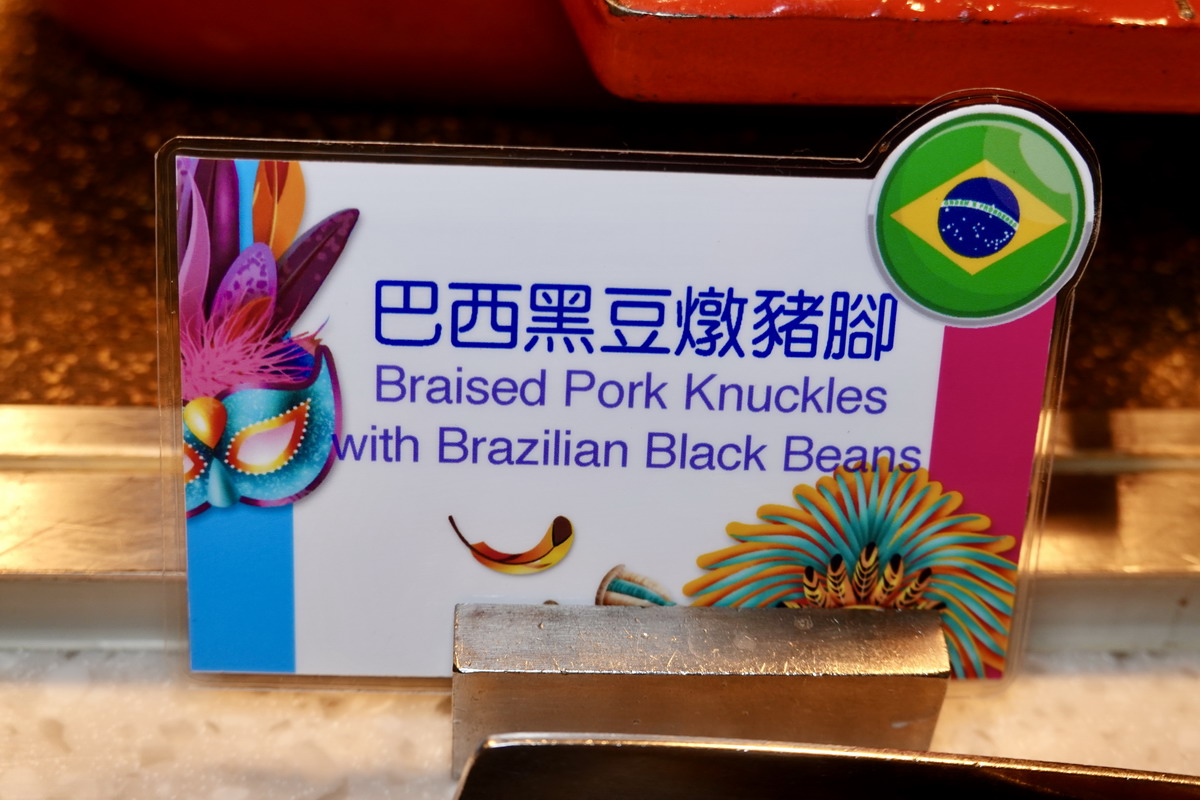 巴西黑豆燉豬腳
Braised Pork Knuckles
with Brazilian Black Beans